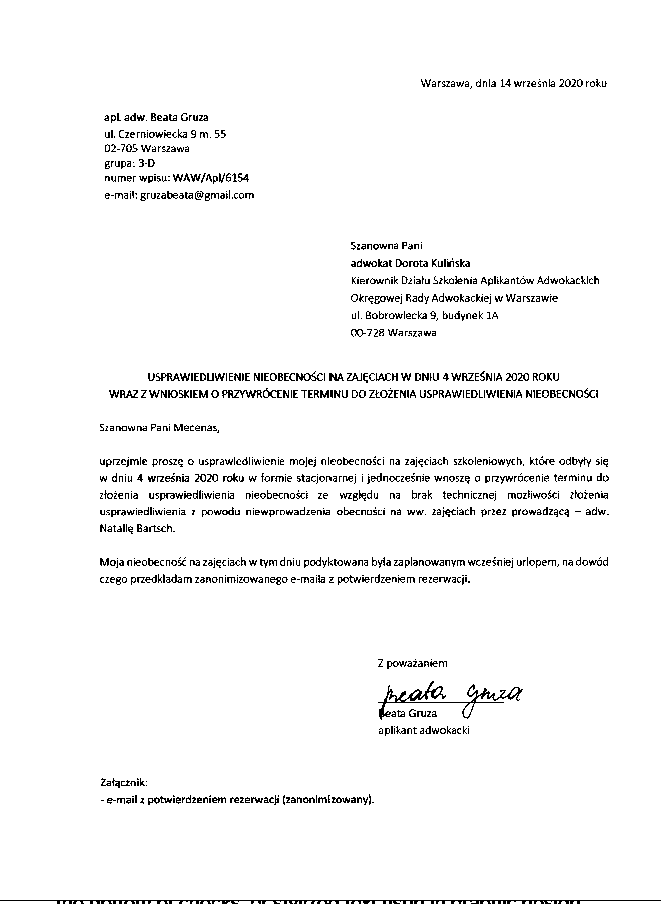 Warszawa, dnia 14 września 2020 roku
apl. adw. Beata Gruza
ul. Czerniowiecka 9 m. 55
02-705 Warszawa
grupa: 3-D
numer wpisu: WAW/Apl/6154
e-mail: gruzabeata@gmail.com
Szanowna Pani
adwokat Dorota Kulińska
Kierownik Działu Szkolenia Aplikantów Adwokackich
Okręgowej Rady Adwokackiej w Warszawie
ul. Bobrowiecka 9, budynek 1A
00-728 Warszawa
USPRAWIEDLIWIENIE NIEOBECNOŚCI NA ZAJĘCIACH W DNIU 4 WRZEŚNIA 2020 ROKU
WRAZ Z WNIOSKIEM O PRZYWRÓCENIE TERMINU DO ZŁOŻENIA USPRAWIEDLIWIENIA NIEOBECNOŚCI
Szanowna Pani Mecenas,
uprzejmie proszę o usprawiedliwienie mojej nieobecności na zajęciach szkoleniowych, które odbyły się
w dniu 4 września 2020 roku w formie stacjonarnej i jednocześnie wnoszę o przywrócenie terminu do
złożenia usprawiedliwienia nieobecności ze względu na brak technicznej możliwości złożenia
usprawiedliwienia z powodu niewprowadzenia obecności na ww. zajęciach przez prowadzącą – adw.
Natalię Bartsch.
Moja nieobecność na zajęciach w tym dniu podyktowana była zaplanowanym wcześniej urlopem, na dowód
czego przedkładam zanonimizowanego e-maila z potwierdzeniem rezerwacji.
Z poważaniem
Beata Gruza
Beata Gruza
aplikant adwokacki
Załącznik:
- e-mail z potwierdzeniem rezerwacji (zanonimizowany).